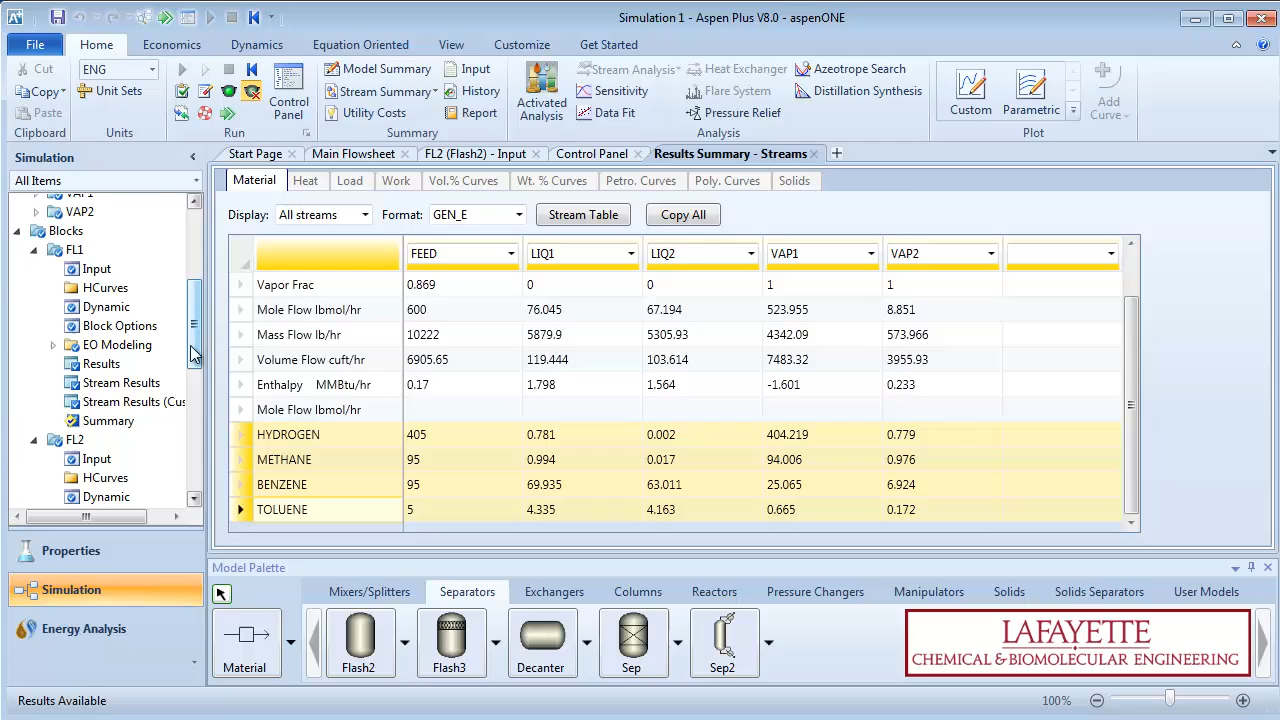 Simulation 1 - Aspen Plus V8.0 - aspenONE
File Home Economics Dynamics Equation Oriented View Customize Get Started
Cut ENG Model Summary Input Stream Analysis Heat Exchanger Azeotrope Search
Copy Unit Sets Stream Summary History Sensitivity Flare System Distillation Synthesis
Paste Control Panel Utility Costs Report Activated Analysis Data Fit Pressure Relief Custom Parametric Add Curve
Clipboard Units Run Summary Analysis Plot
Simulation
All Items
Start Page Main Flowsheet FL2 (Flash2) - Input Control Panel Results Summary - Streams
Material Heat Load Work Vol.% Curves Wt. % Curves Petro. Curves Poly. Curves Solids
VAP1
VAP2
Blocks
FL1
Input
HCurves
Dynamic
Block Options
EO Modeling
Results
Stream Results
Stream Results (Cus
Summary
FL2
Input
HCurves
Dynamic
Properties
Simulation
Energy Analysis
Display: All streams Format: GEN_E Stream Table Copy All
FEED LIQ1 LIQ2 VAP1 VAP2
Vapor Frac 0.869 0 0 1 1
Mole Flow lbmol/hr 600 76.045 67.194 523.955 8.851
Mass Flow lb/hr 10222 5879.9 5305.93 4342.09 573.966
Volume Flow cuft/hr 6905.65 119.444 103.614 7483.32 3955.93
Enthalpy MMBtu/hr 0.17 1.798 1.564 -1.601 0.233
Mole Flow lbmol/hr
HYDROGEN 405 0.781 0.002 404.219 0.779
METHANE 95 0.994 0.017 94.006 0.976
BENZENE 95 69.935 63.011 25.065 6.924
TOLUENE 5 4.335 4.163 0.665 0.172
Model Palette
Mixers/Splitters Separators Exchangers Columns Reactors Pressure Changers Manipulators Solids Solids Separators User Models
Material Flash2 Flash3 Decanter Sep Sep2
LAFAYETTE
CHEMICAL & BIOMOLECULAR ENGINEERING
Results Available 100%